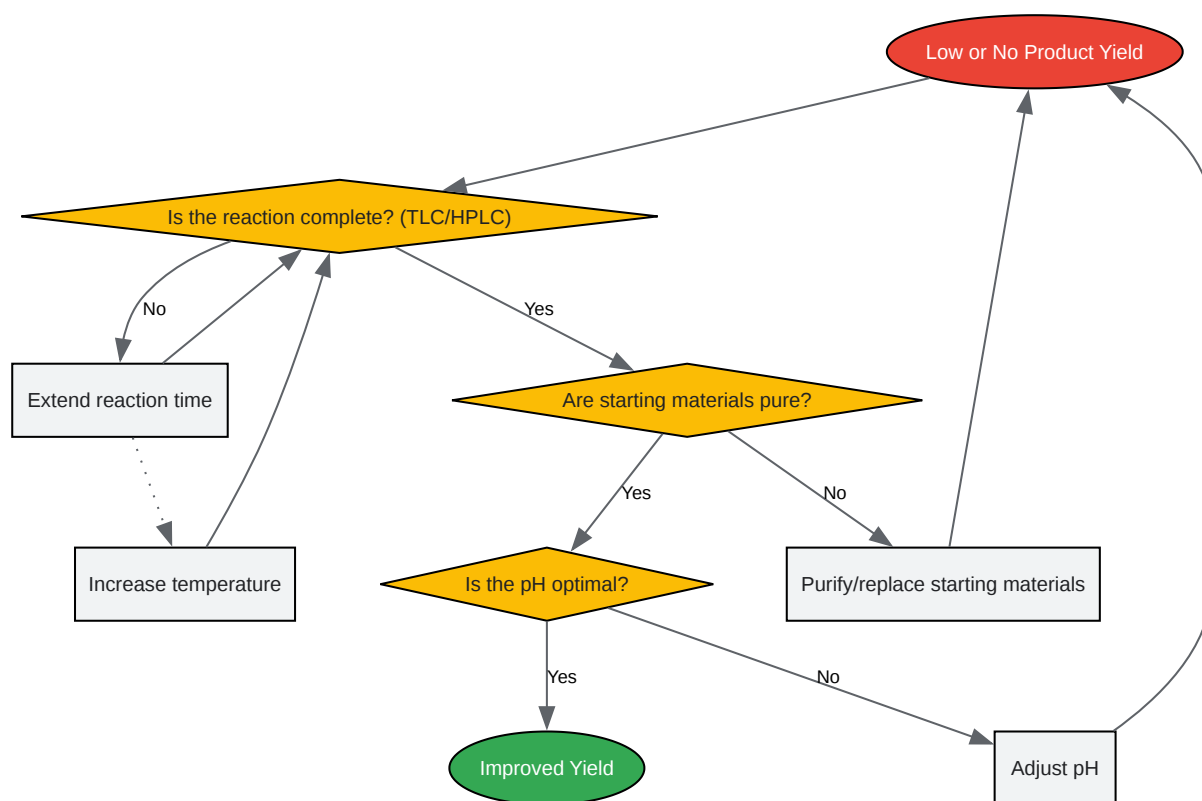 Low or No Product Yield
Is the reaction complete? (TLC/HPLC)
No
Yes
Extend reaction time
Are starting materials pure?
Yes
No
Increase temperature
Is the pH optimal?
Purify/replace starting materials
Yes
No
Improved Yield
Adjust pH